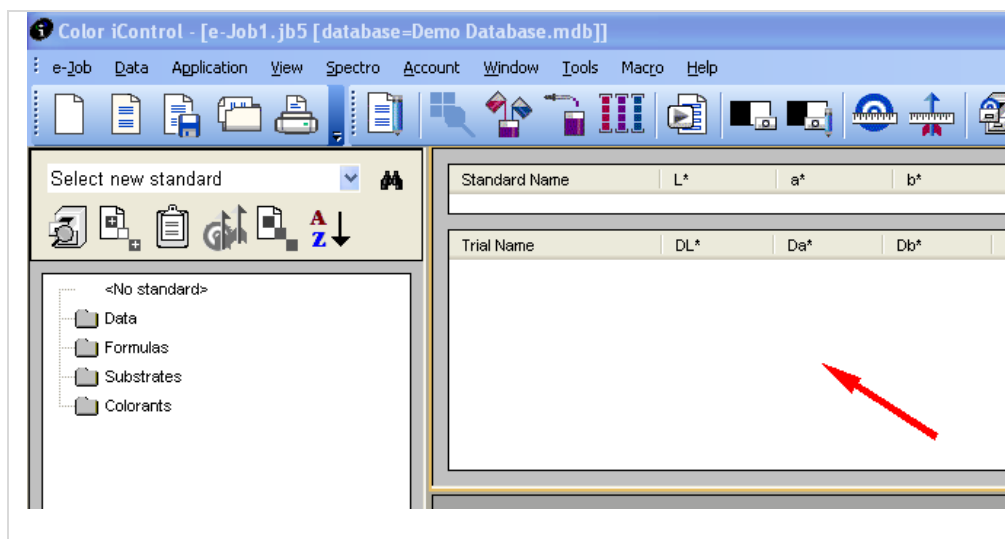 Color iControl - [e-Job1.jb5 [database=Demo Database.mdb]]
e-Job Data Application View Spectro Account Window Tools Macro Help
Select new standard
A
Z
Standard Name L* a* b*
Trial Name DL* Da* Db*
<No standard>
Data
Formulas
Substrates
Colorants